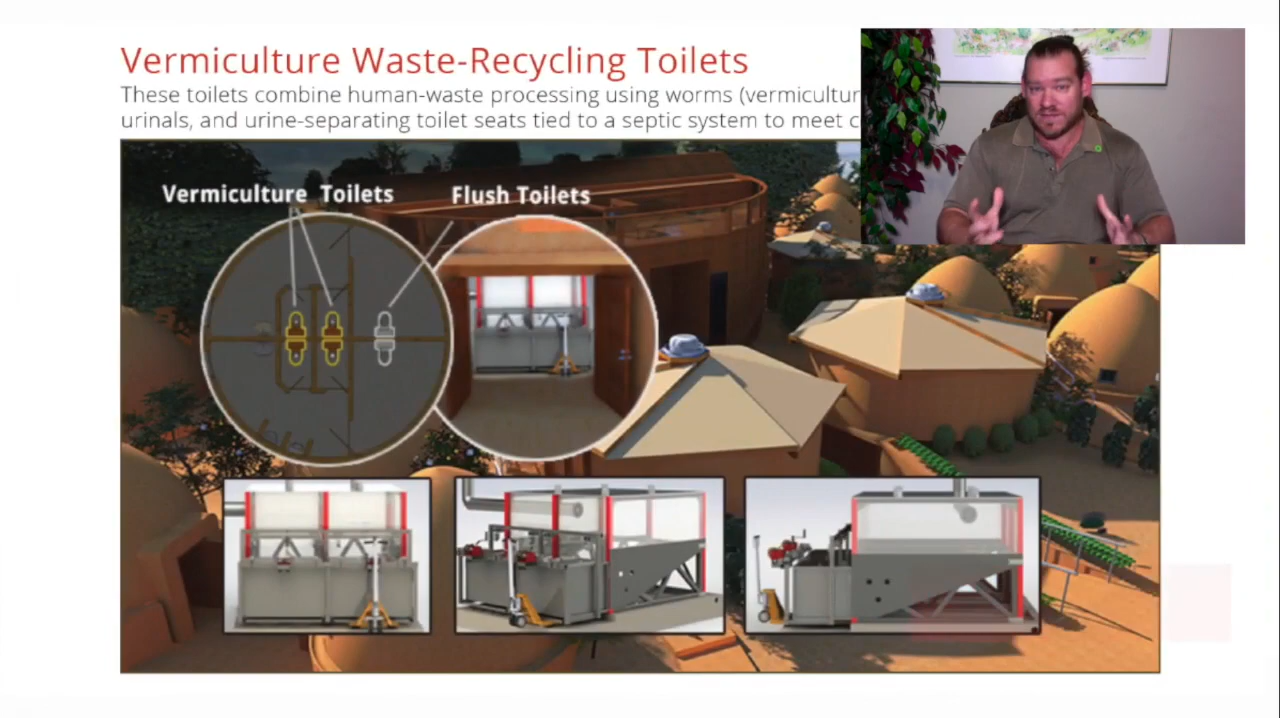 Vermiculture Waste-Recycling Toilets
These toilets combine human-waste processing using worms (vermicultur
urinals, and urine-separating toilet seats tied to a septic system to meet c
Vermiculture Toilets
Flush Toilets